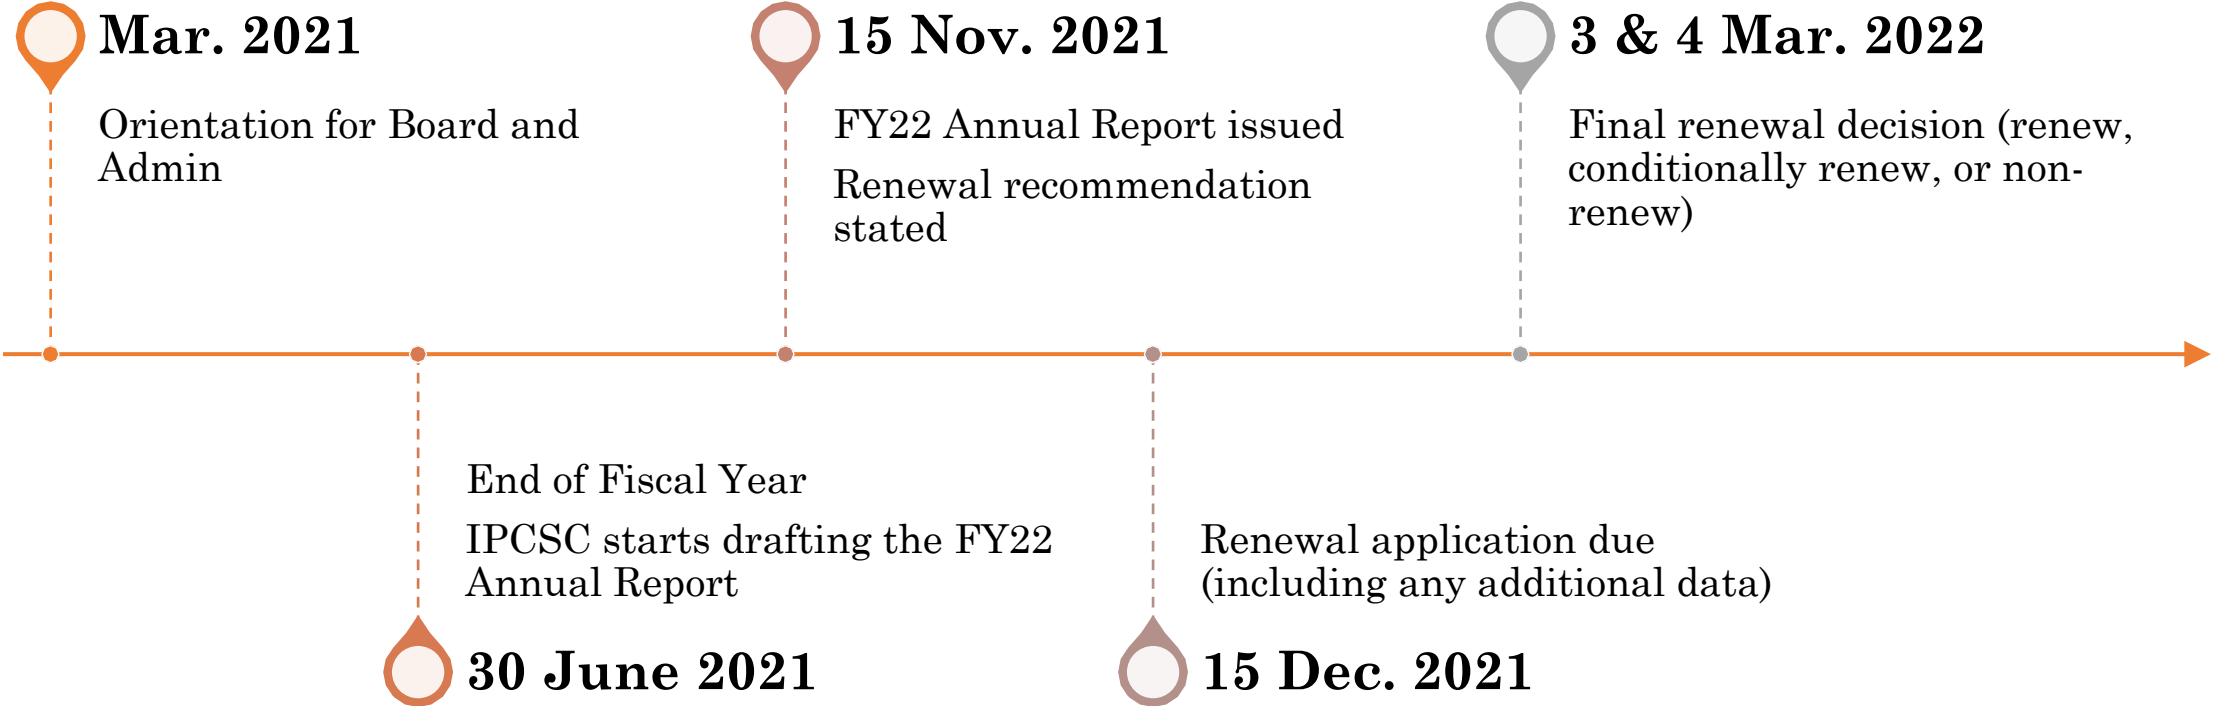 Mar. 2021
Orientation for Board and
Admin
End of Fiscal Year
IPCSC starts drafting the FY22
Annual Report
30 June 2021
15 Nov. 2021
FY22 Annual Report issued
Renewal recommendation
stated
Renewal application due
(including any additional data)
15 Dec. 2021
3 & 4 Mar. 2022
Final renewal decision (renew,
conditionally renew, or non-
renew)